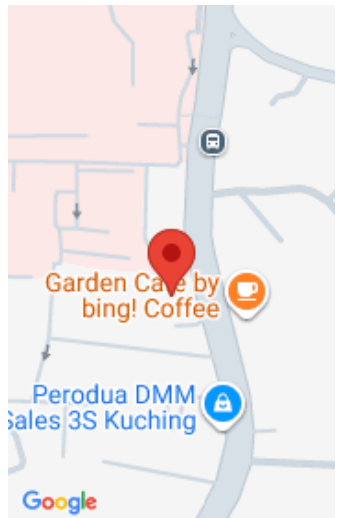 Garden Cafe by
bing! Coffee
Perodua DMM
Sales 3S Kuching
Google